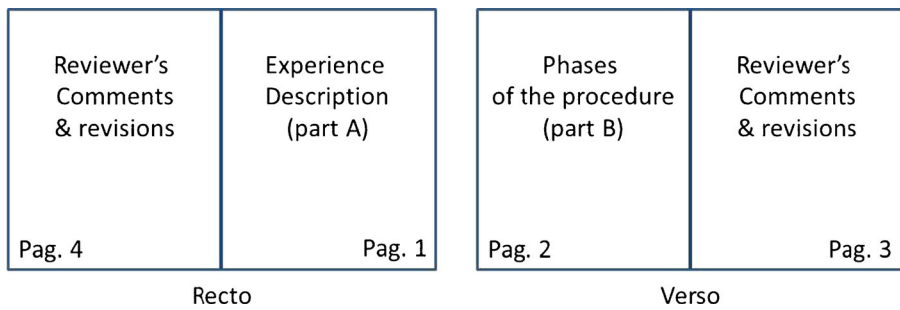 Reviewer's
Comments
& revisions
Pag. 4
Experience
Description
(part A)
Pag. 1
Recto
Phases
of the procedure
(part B)
Pag. 2
Reviewer's
Comments
& revisions
Pag. 3
Verso